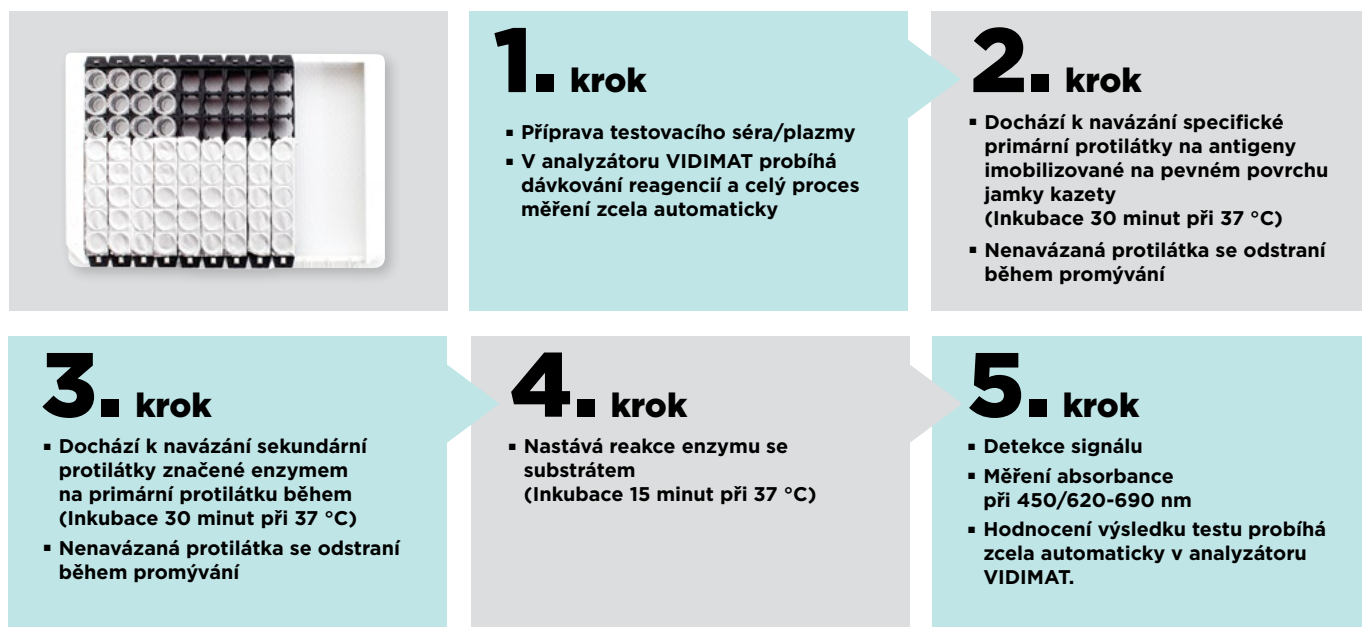 1. krok
▪ Příprava testovacího séra/plazmy
▪ V analyzátoru VIDIMAT probíhá
dávkování reagencií a celý proces
měření zcela automaticky
2. krok
▪ Dochází k navázání specifické
primární protilátky na antigeny
imobilizované na pevném povrchu
jamky kazety
(Inkubace 30 minut při 37 °C)
▪ Nenavázaná protilátka se odstraní
během promývání
3. krok
▪ Dochází k navázání sekundární
protilátky značené enzymem
na primární protilátku během
(Inkubace 30 minut při 37 °C)
▪ Nenavázaná protilátka se odstraní
během promývání
4. krok
▪ Nastává reakce enzymu se
substrátem
(Inkubace 15 minut při 37 °C)
5. krok
▪ Detekce signálu
▪ Měření absorbance
při 450/620-690 nm
▪ Hodnocení výsledku testu probíhá
zcela automaticky v analyzátoru
VIDIMAT.